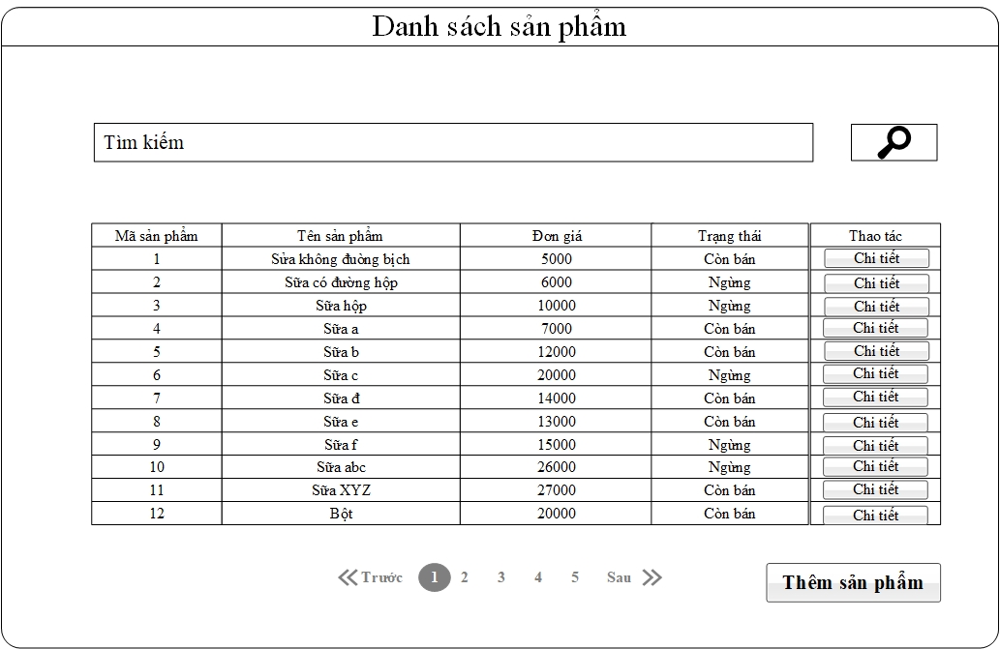 Danh sách sản phẩm
Tìm kiếm
Mã sản phẩm Tên sản phẩm Đơn giá Trạng thái Thao tác
1 Sửa không đuòng bịch 5000 Còn bán Chi tiết
2 Sữa có đường hộp 6000 Ngừng Chi tiết
3 Sữa hộp 10000 Ngừng Chi tiết
4 Sữa a 7000 Còn bán Chi tiết
5 Sữa b 12000 Còn bán Chi tiết
6 Sữa c 20000 Ngừng Chi tiết
7 Sữa đ 14000 Còn bán Chi tiết
8 Sữa e 13000 Còn bán Chi tiết
9 Sữa f 15000 Ngừng Chi tiết
10 Sữa abc 26000 Ngừng Chi tiết
11 Sữa XYZ 27000 Còn bán Chi tiết
12 Bột 20000 Còn bán Chi tiết
Trước 1 2 3 4 5 Sau
Thêm sản phẩm